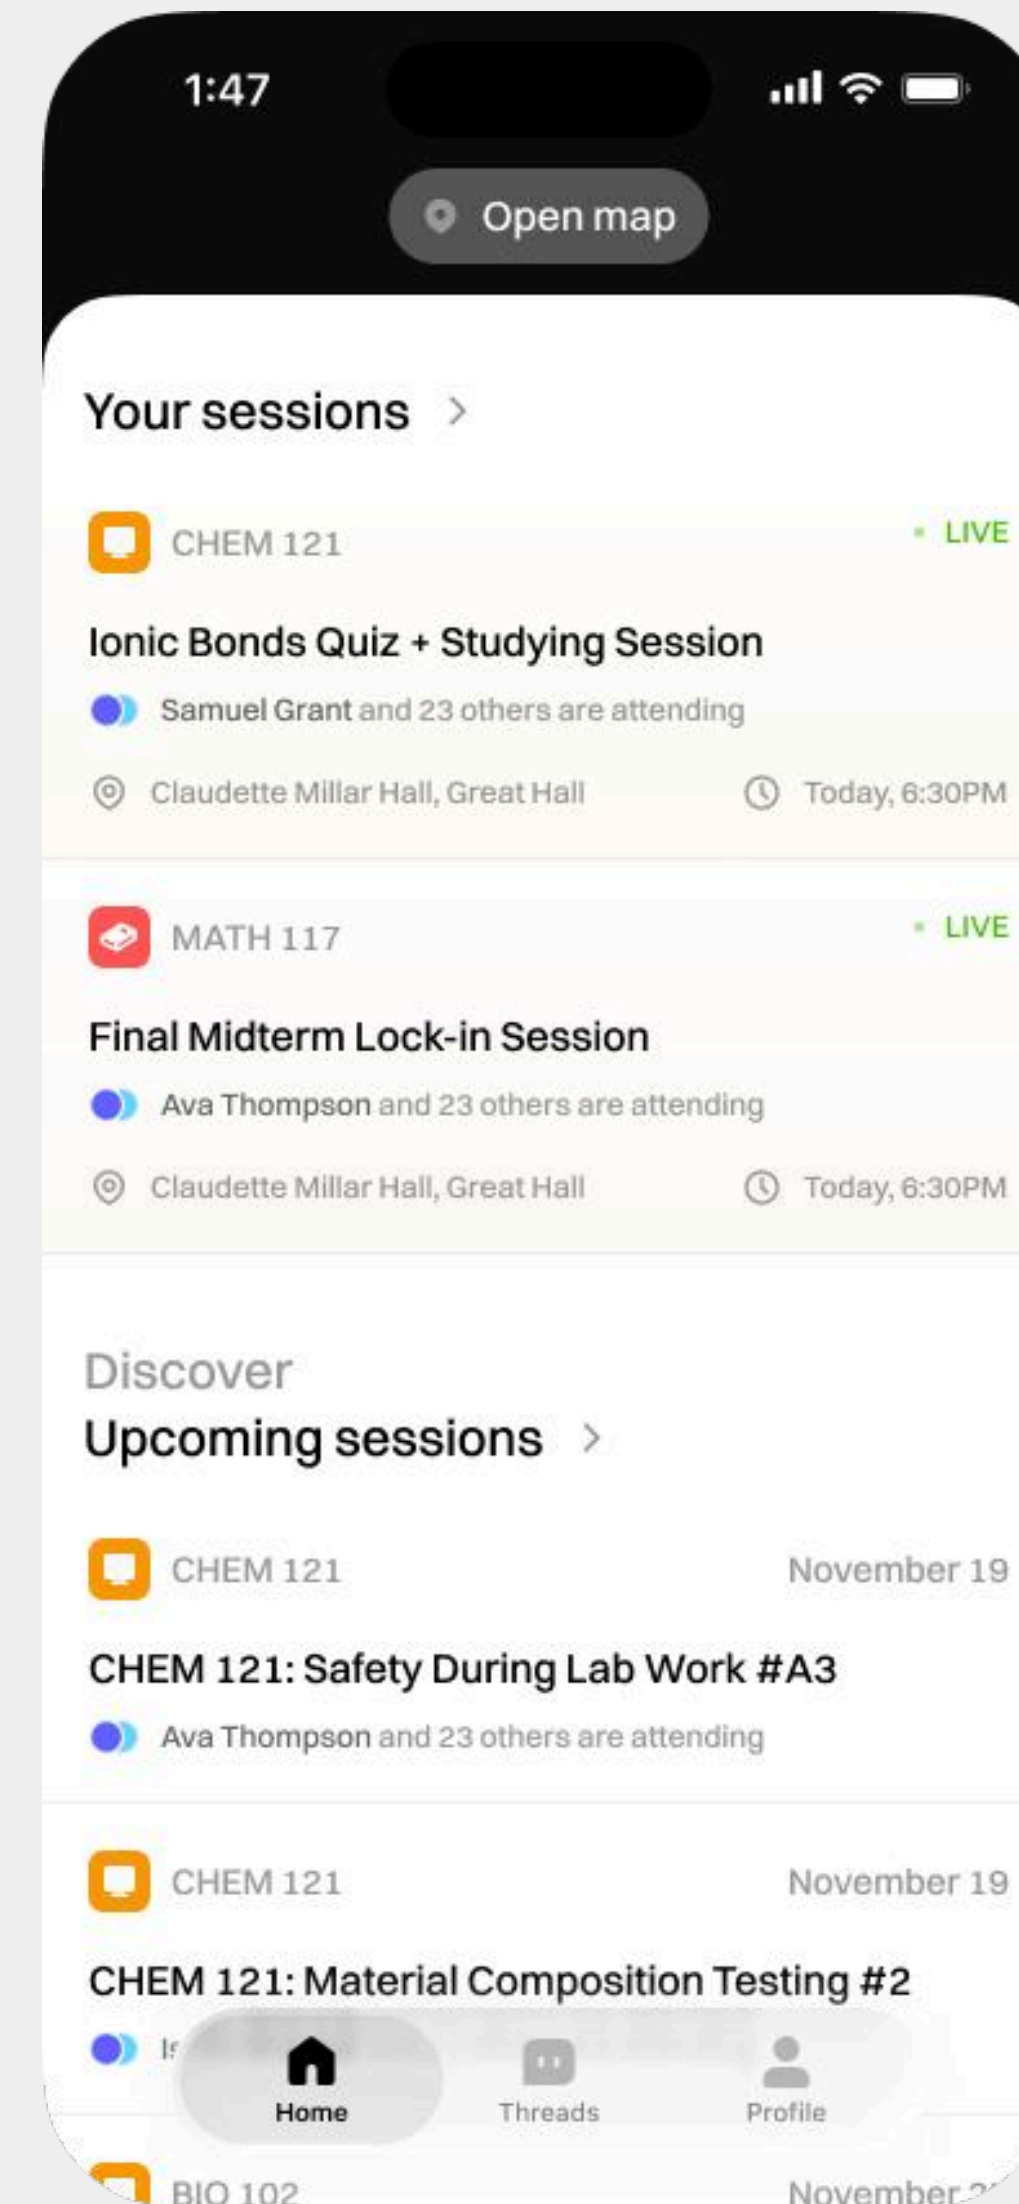 1:47
Open map
Your sessions
CHEM 121
LIVE
Ionic Bonds Quiz + Studying Session
Samuel Grant and 23 others are attending
Claudette Millar Hall, Great Hall
Today, 6:30PM
MATH 117
LIVE
Final Midterm Lock-in Session
Ava Thompson and 23 others are attending
Claudette Millar Hall, Great Hall
Today, 6:30PM
Discover
Upcoming sessions
CHEM 121
November 19
CHEM 121: Safety During Lab Work #A3
Ava Thompson and 23 others are attending
CHEM 121
November 19
CHEM 121: Material Composition Testing #2
Home
Threads
Profile
BIO 102
November